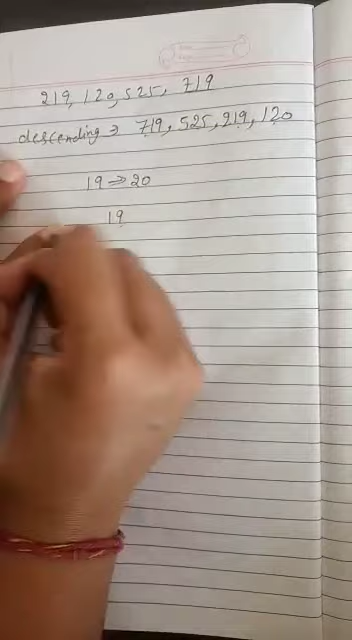 219, 120, 525, 719
descending ⇒ 719, 525, 219, 120
19 ⇒ 20
19